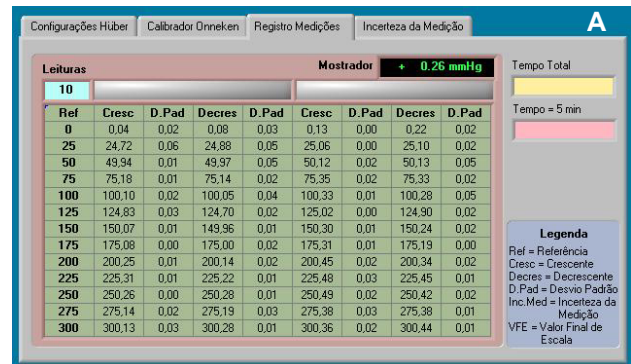 Configurações Hüber Calibrador Onneken Registro Medições Incerteza da Medição A
Leituras Mostrador + 0.26 mmHg
10
Ref Cresc D.Pad Decres D.Pad Cresc D.Pad Decres D.Pad
0 0,04 0,02 0,08 0,03 0,13 0,00 0,22 0,02
25 24,72 0,06 24,88 0,05 25,06 0,00 25,10 0,02
50 49,94 0,01 49,97 0,05 50,12 0,02 50,13 0,05
75 75,18 0,01 75,14 0,02 75,35 0,02 75,33 0,02
100 100,10 0,02 100,05 0,04 100,33 0,01 100,28 0,05
125 124,83 0,03 124,70 0,02 125,02 0,00 124,90 0,02
150 150,07 0,01 149,96 0,01 150,30 0,01 150,24 0,02
175 175,08 0,00 175,00 0,02 175,31 0,01 175,19 0,00
200 200,25 0,01 200,14 0,02 200,45 0,02 200,34 0,02
225 225,31 0,01 225,22 0,01 225,48 0,03 225,45 0,01
250 250,26 0,00 250,28 0,01 250,49 0,02 250,42 0,02
275 275,14 0,02 275,19 0,03 275,38 0,03 275,38 0,01
300 300,13 0,03 300,28 0,01 300,36 0,02 300,44 0,01
Tempo Total
Tempo = 5 min
Legenda
Ref = Referência
Cresc = Crescente
Decres = Decrescente
D.Pad = Desvio Padrão
Inc.Med = Incerteza da
Medição
VFE = Valor Final de
Escala